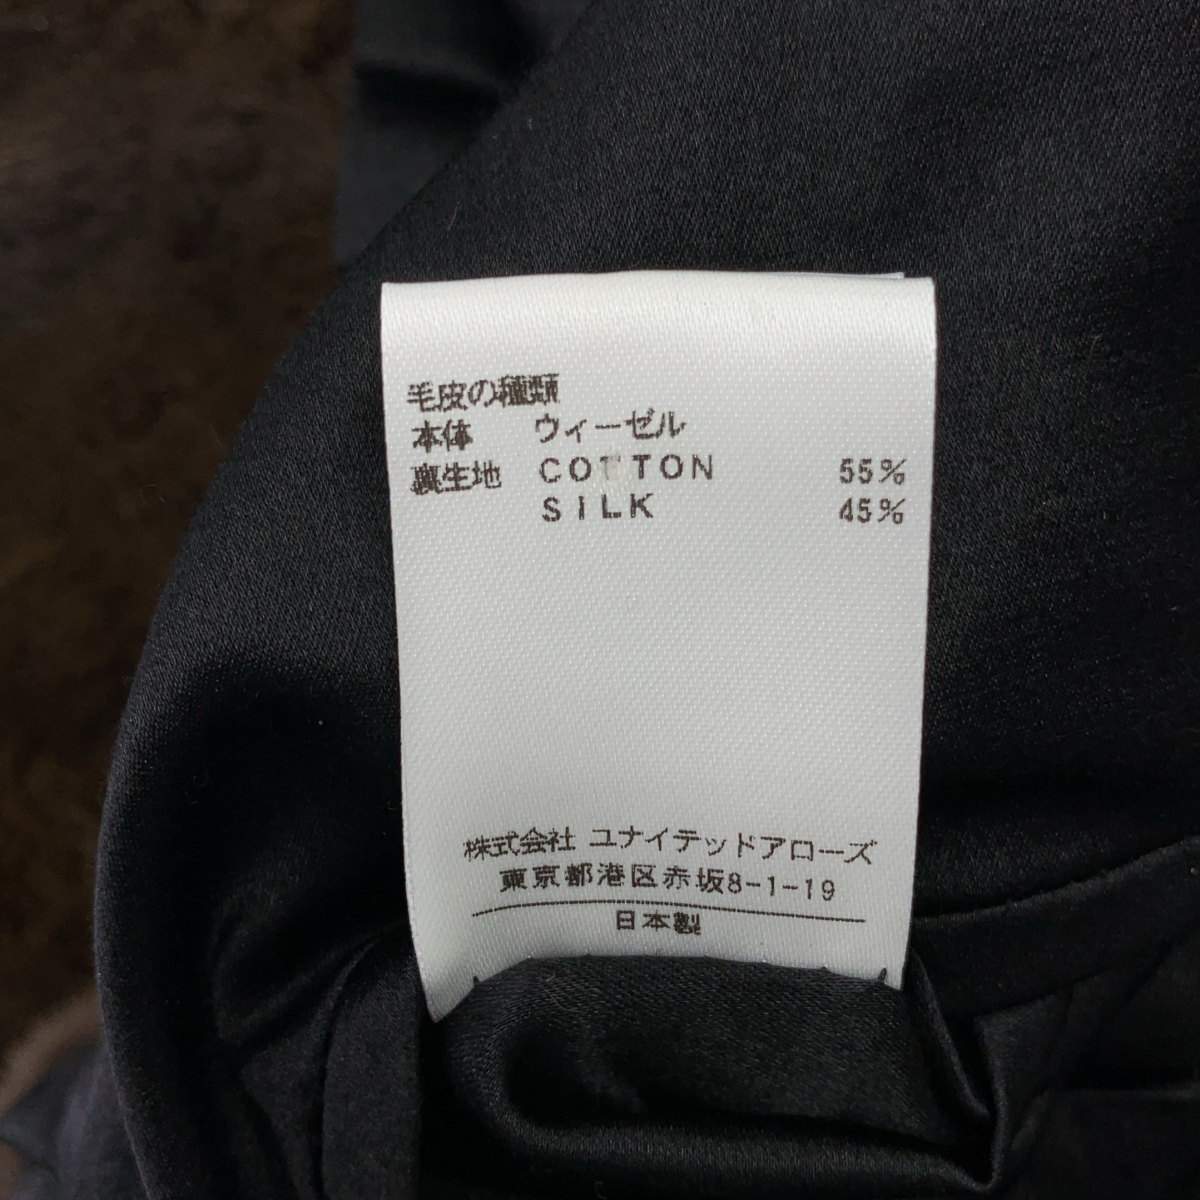 毛皮の種類
本体 ウィーゼル
裏生地 COTTON 55%
SILK 45%
株式会社 ユナイテッドアローズ
東京都港区赤坂8-1-19
日本製